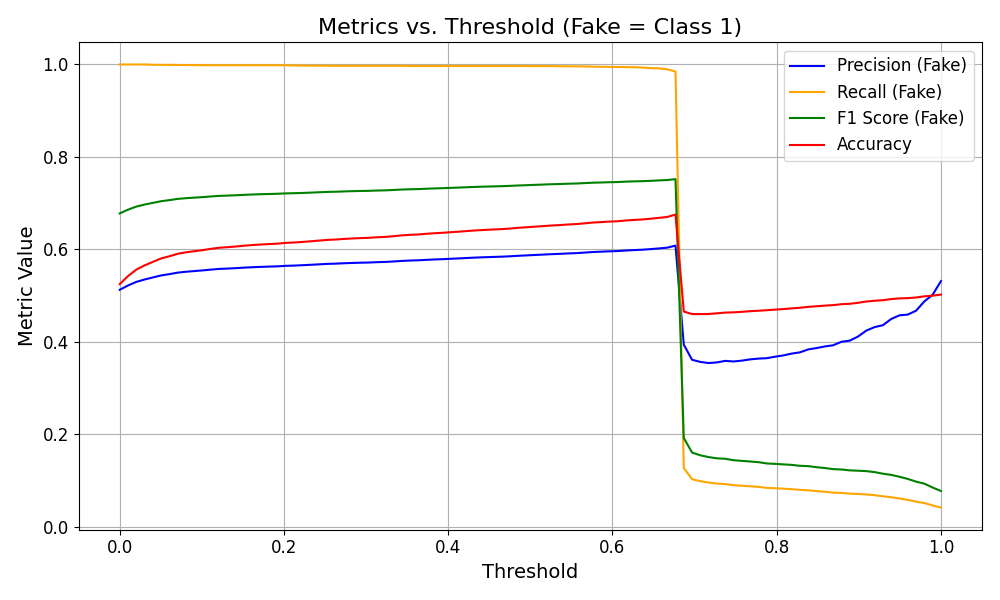 Metrics vs. Threshold (Fake = Class 1)
Precision (Fake)
Recall (Fake)
F1 Score (Fake)
Accuracy
Metric Value
1.0
0.8
0.6
0.4
0.2
0.0
0.0 0.2 0.4 0.6 0.8 1.0
Threshold